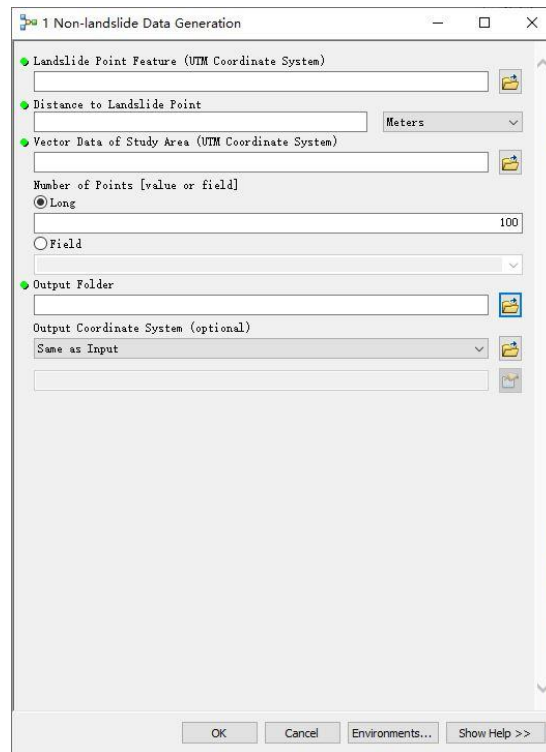 1 Non-landslide Data Generation
Landslide Point Feature (UTM Coordinate System)
Distance to Landslide Point
Meters
Vector Data of Study Area (UTM Coordinate System)
Number of Points [value or field]
Long
100
Field
Output Folder
Output Coordinate System (optional)
Same as Input
OK Cancel Environments... Show Help >>